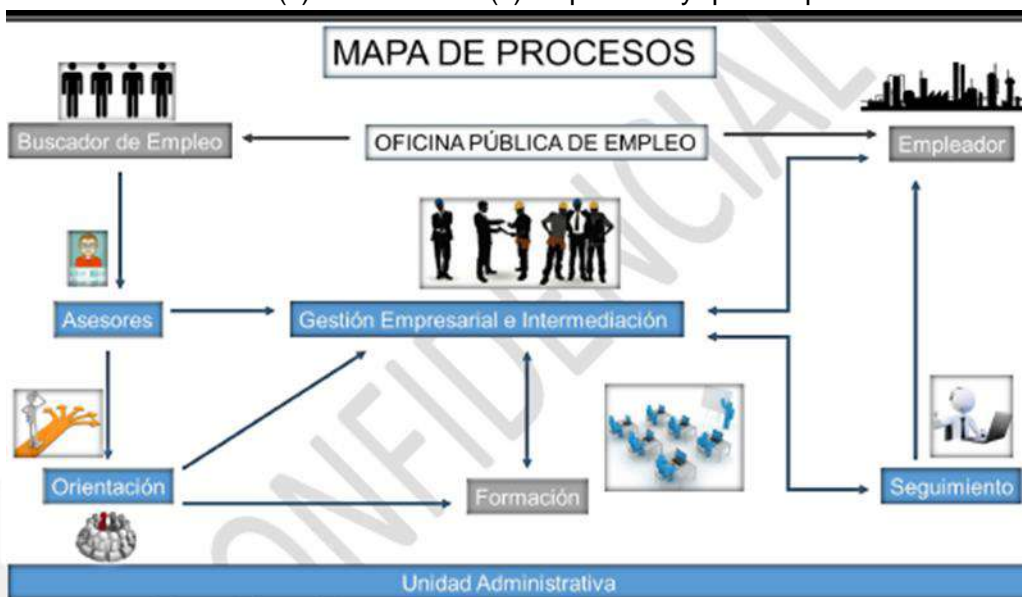 MAPA DE PROCESOS
Buscador de Empleo
OFICINA PÚBLICA DE EMPLEO
Empleador
Asesores
Gestión Empresarial e Intermediación
Orientación
Formación
Seguimiento
Unidad Administrativa
CONFIDENCIAL